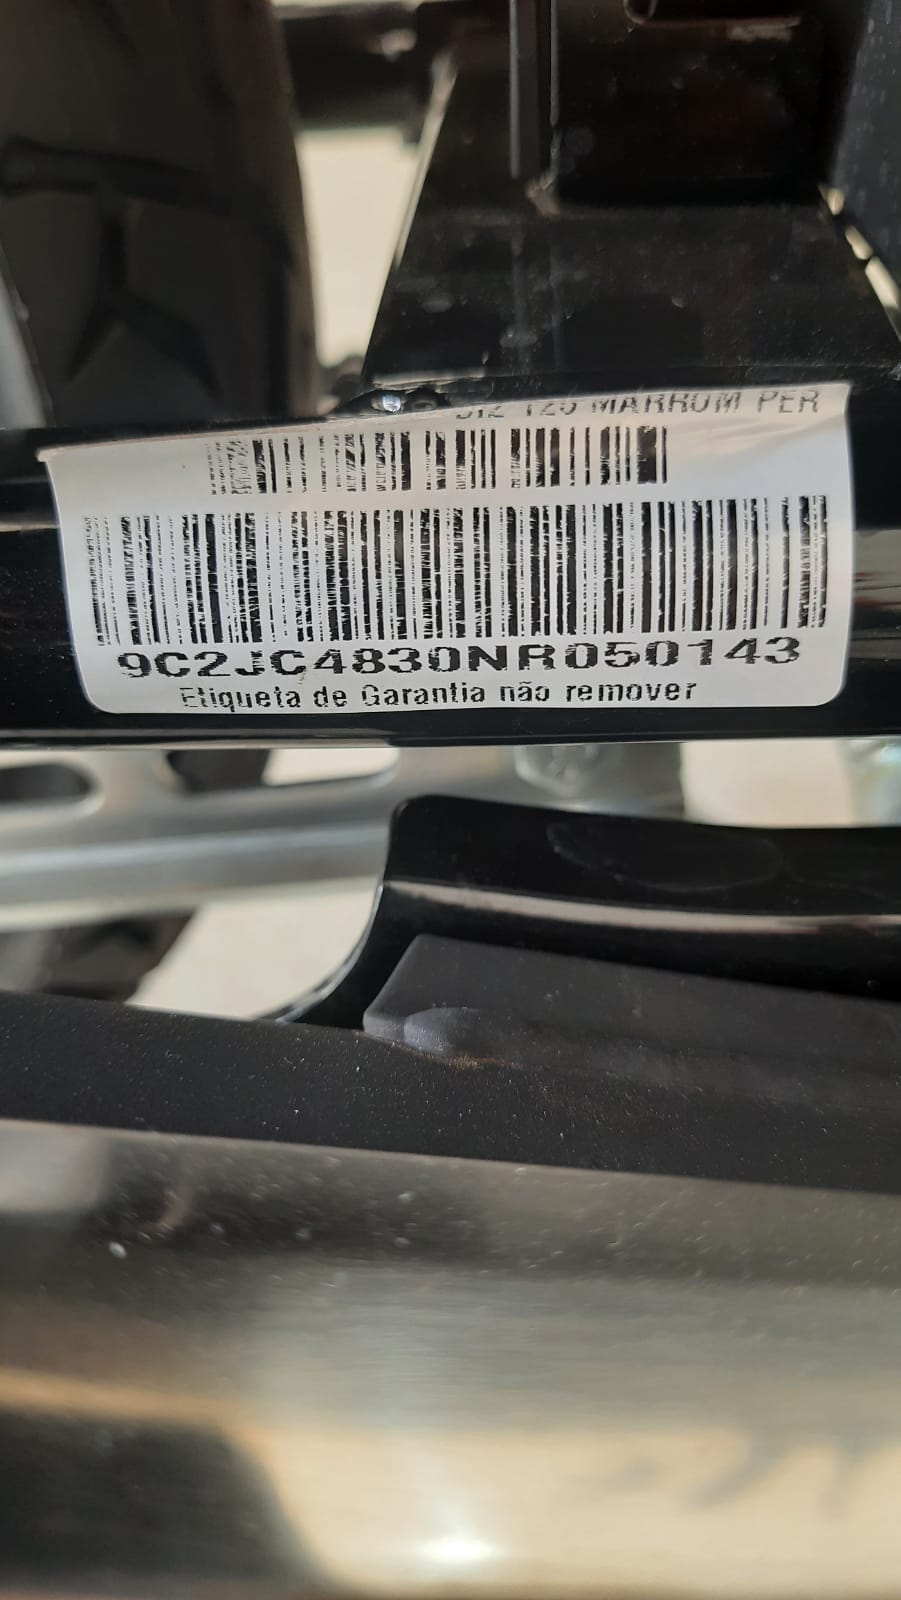 MARROM PER
9C2JC4830NR050143
Etiqueta de Garantia não remover